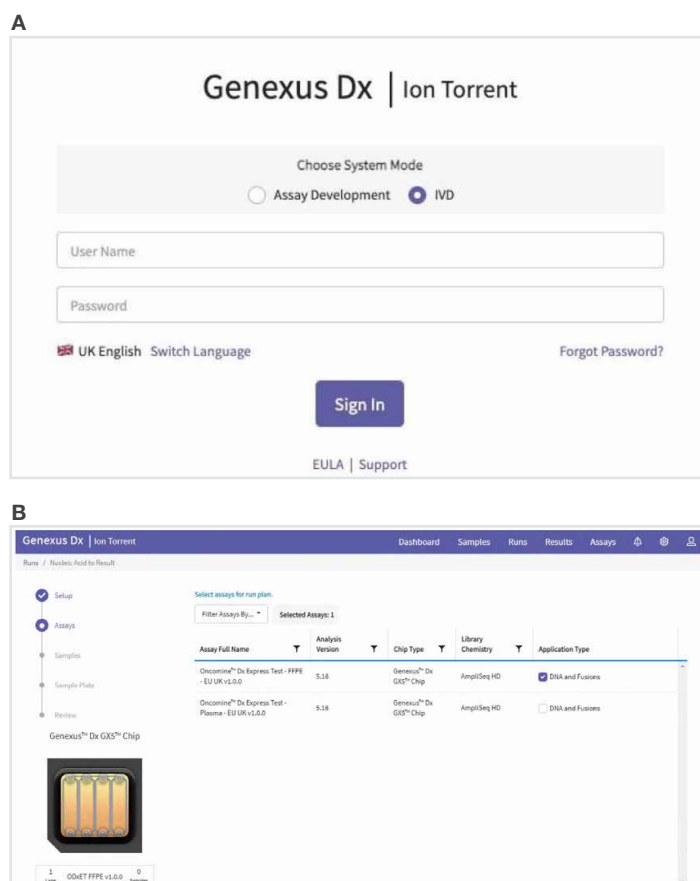 A
Genexus Dx | Ion Torrent
Choose System Mode
Assay Development IVD
User Name
Password
UK English Switch Language Forgot Password?
Sign In
EULA | Support
B
Genexus Dx | Ion Torrent Dashboard Samples Runs Results Assays
Runs / Nucleic Acid to Result
Setup
Assays
Samples
Sample Plate
Review
Genexus™ Dx GX5™ Chip
1 ODxET FFPE v1.0.0 0
Select assays for run plan.
Filter Assays By... Selected Assays: 1
Assay Full Name Analysis Version Chip Type Library Chemistry Application Type
Oncomine™ Dx Express Test - FFPE - EU UK v1.0.0 5.16 Genexus™ Dx GX5™ Chip AmpliSeq HD DNA and Fusions
Oncomine™ Dx Express Test - Plasma - EU UK v1.0.0 5.16 Genexus™ Dx GX5™ Chip AmpliSeq HD DNA and Fusions